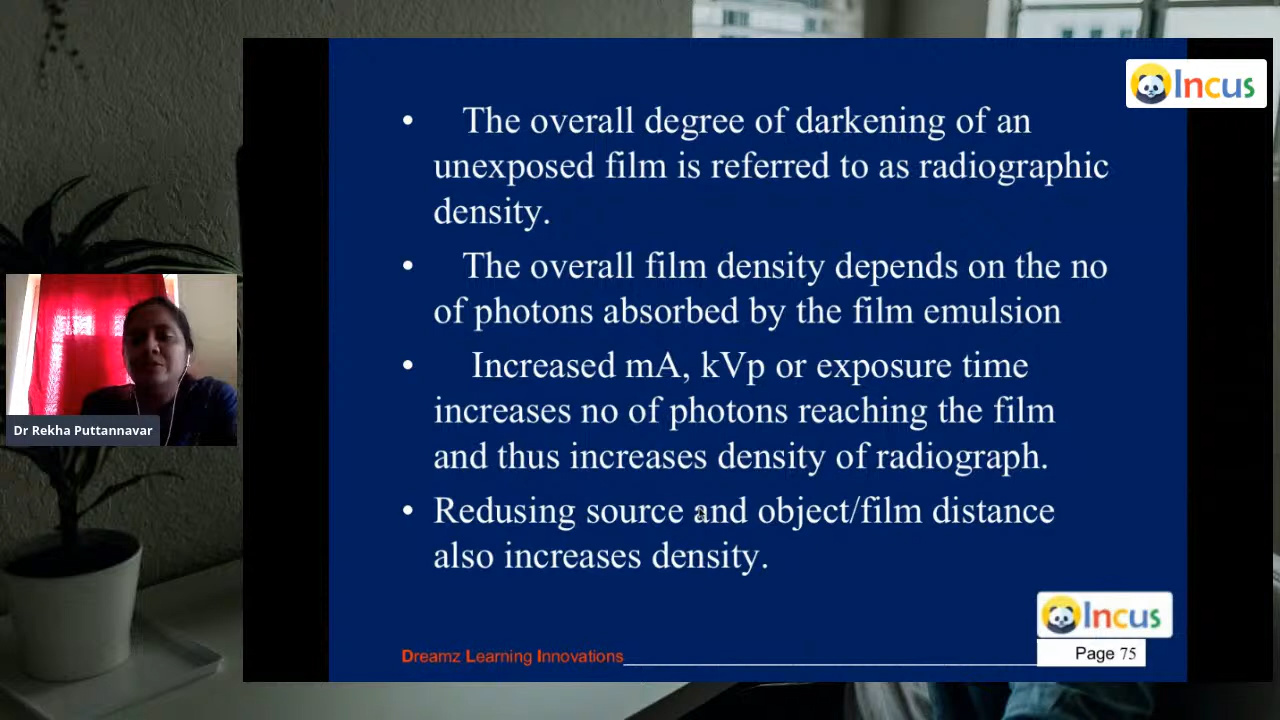 Incus
• The overall degree of darkening of an
unexposed film is referred to as radiographic
density.
• The overall film density depends on the no
of photons absorbed by the film emulsion
• Increased mA, kVp or exposure time
increases no of photons reaching the film
and thus increases density of radiograph.
• Redusing source and object/film distance
also increases density.
Dr Rekha Puttannavar
Incus
Dreamz Learning Innovations
Page 75